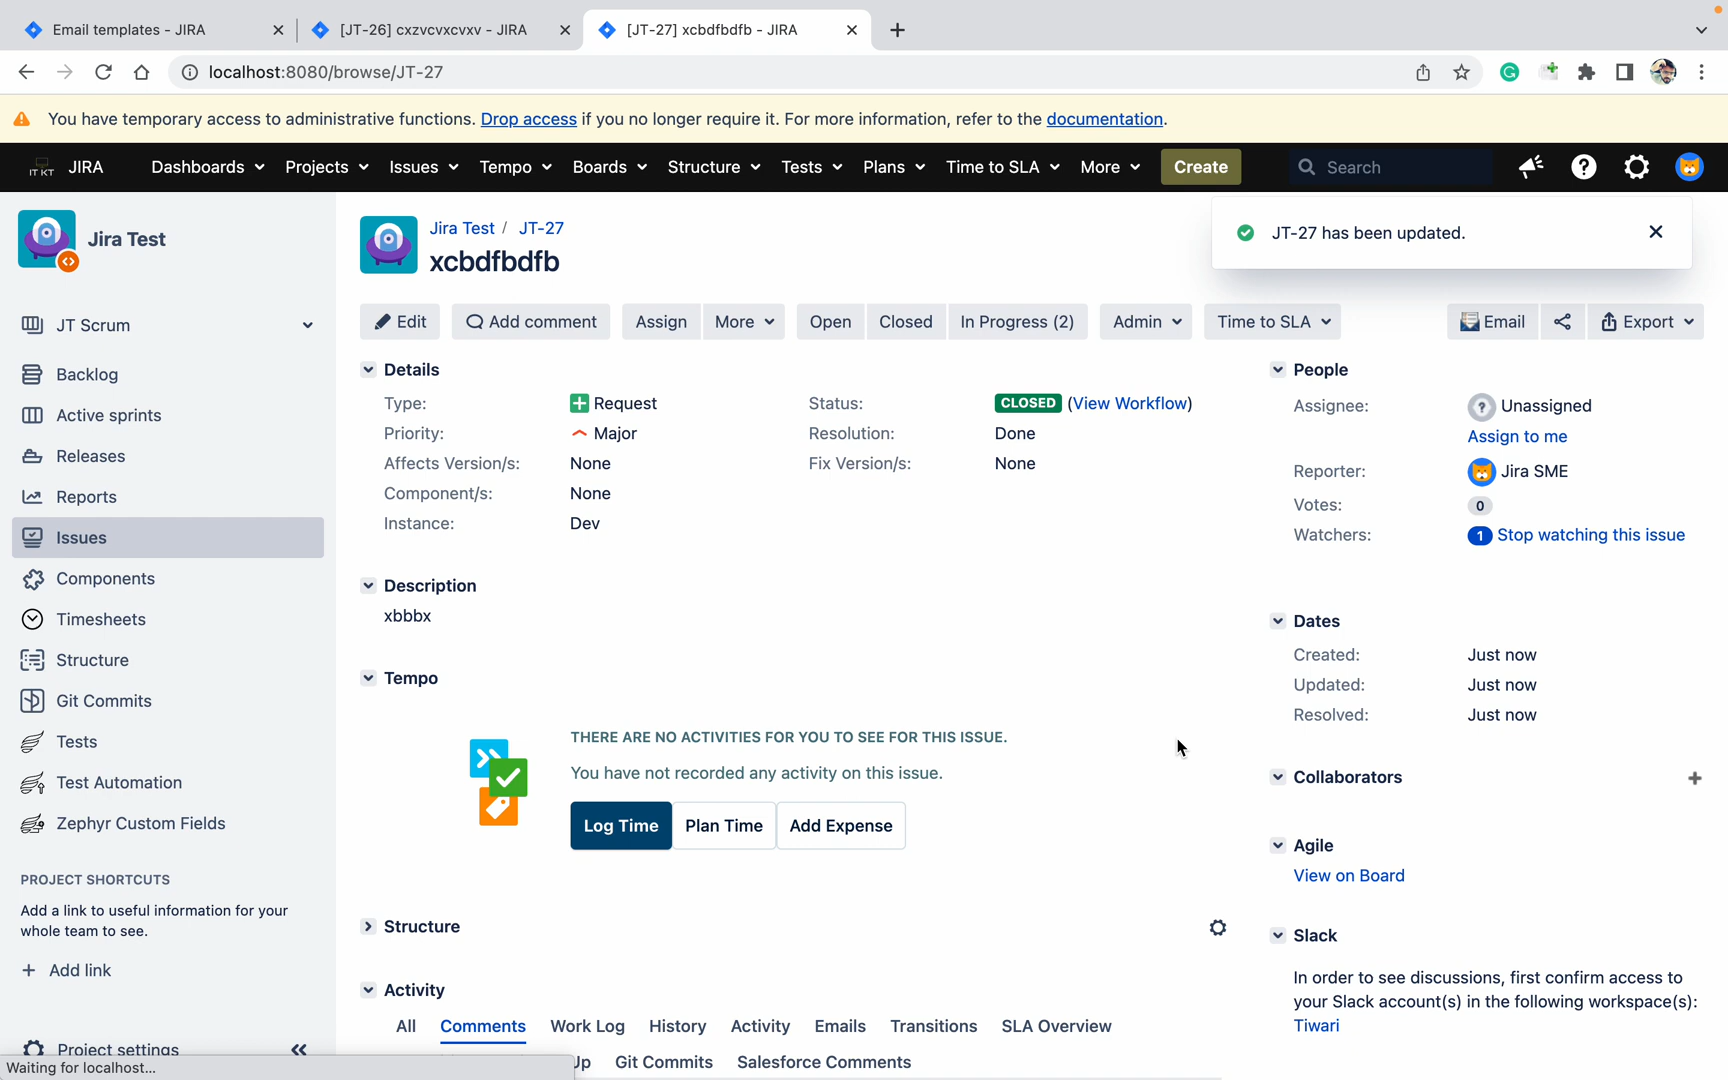 Email templates - JIRA
[JT-26] cxzvcvxcvxv - JIRA
[JT-27] xcbdfbdfb - JIRA
localhost:8080/browse/JT-27
You have temporary access to administrative functions. Drop access if you no longer require it. For more information, refer to the documentation.
IT KT JIRA Dashboards Projects Issues Tempo Boards Structure Tests Plans Time to SLA More Create Search
Jira Test
Jira Test / JT-27
xcbdfbdfb
JT-27 has been updated.
Edit Add comment Assign More Open Closed In Progress (2) Admin Time to SLA Email Export
JT Scrum
Backlog
Active sprints
Releases
Reports
Issues
Components
Timesheets
Structure
Git Commits
Tests
Test Automation
Zephyr Custom Fields
PROJECT SHORTCUTS
Add a link to useful information for your
whole team to see.
+ Add link
Project settings
Waiting for localhost...
Details
Type: Request
Priority: Major
Affects Version/s: None
Component/s: None
Instance: Dev
Status: CLOSED (View Workflow)
Resolution: Done
Fix Version/s: None
Description
xbbbx
Tempo
THERE ARE NO ACTIVITIES FOR YOU TO SEE FOR THIS ISSUE.
You have not recorded any activity on this issue.
Log Time Plan Time Add Expense
Structure
Activity
All Comments Work Log History Activity Emails Transitions SLA Overview
Git Commits Salesforce Comments
People
Assignee: Unassigned
Assign to me
Reporter: Jira SME
Votes: 0
Watchers: 1 Stop watching this issue
Dates
Created: Just now
Updated: Just now
Resolved: Just now
Collaborators
Agile
View on Board
Slack
In order to see discussions, first confirm access to
your Slack account(s) in the following workspace(s):
Tiwari